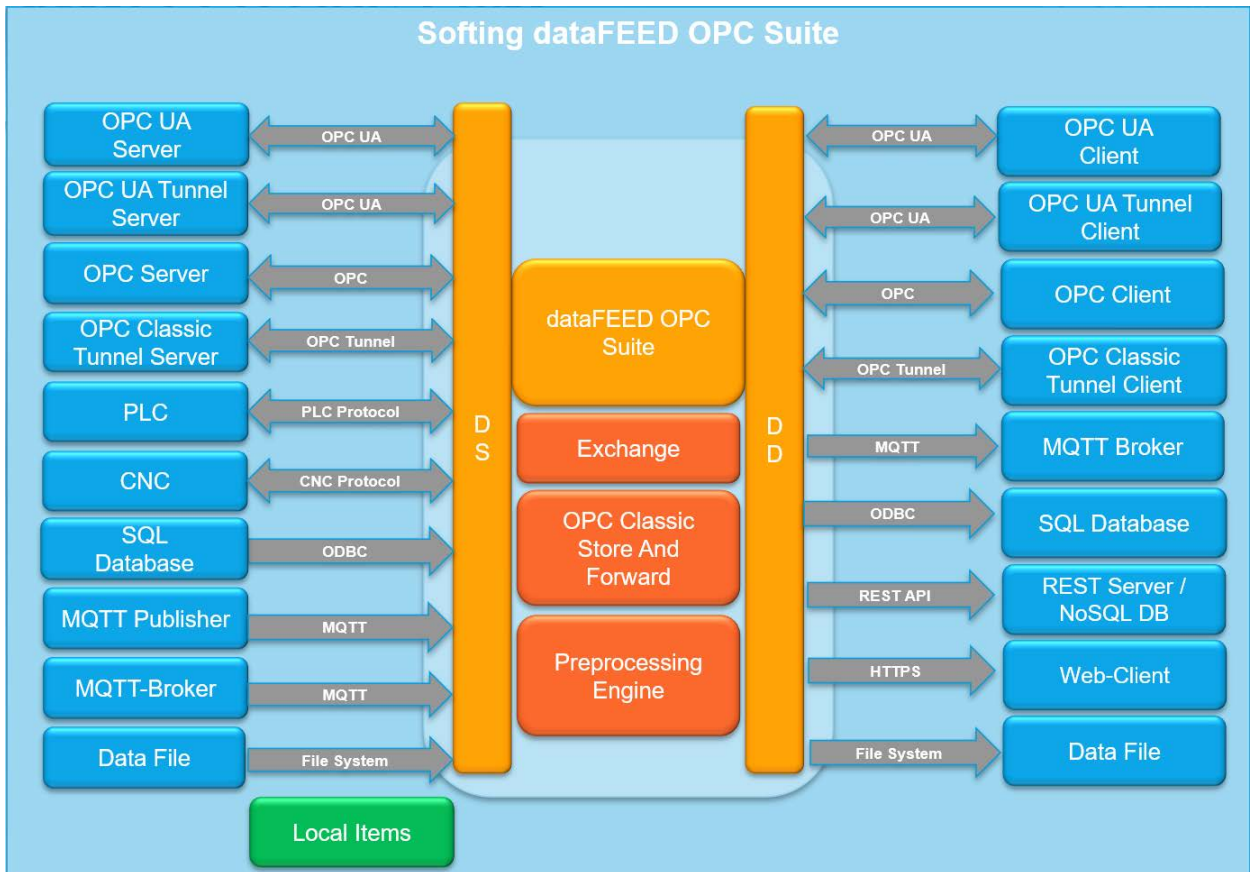 Softing dataFEED OPC Suite
OPC UA
Server
OPC UA
OPC UA Tunnel
Server
OPC UA
OPC Server
OPC
OPC Classic
Tunnel Server
OPC Tunnel
PLC
PLC Protocol
CNC
CNC Protocol
SQL
Database
ODBC
MQTT Publisher
MQTT
MQTT-Broker
MQTT
Data File
File System
Local Items
D
S
dataFEED OPC
Suite
Exchange
OPC Classic
Store And
Forward
Preprocessing
Engine
D
D
OPC UA
OPC UA
Client
OPC UA
OPC UA Tunnel
Client
OPC
OPC Client
OPC Tunnel
OPC Classic
Tunnel Client
MQTT
MQTT Broker
ODBC
SQL Database
REST API
REST Server /
NoSQL DB
HTTPS
Web-Client
File System
Data File